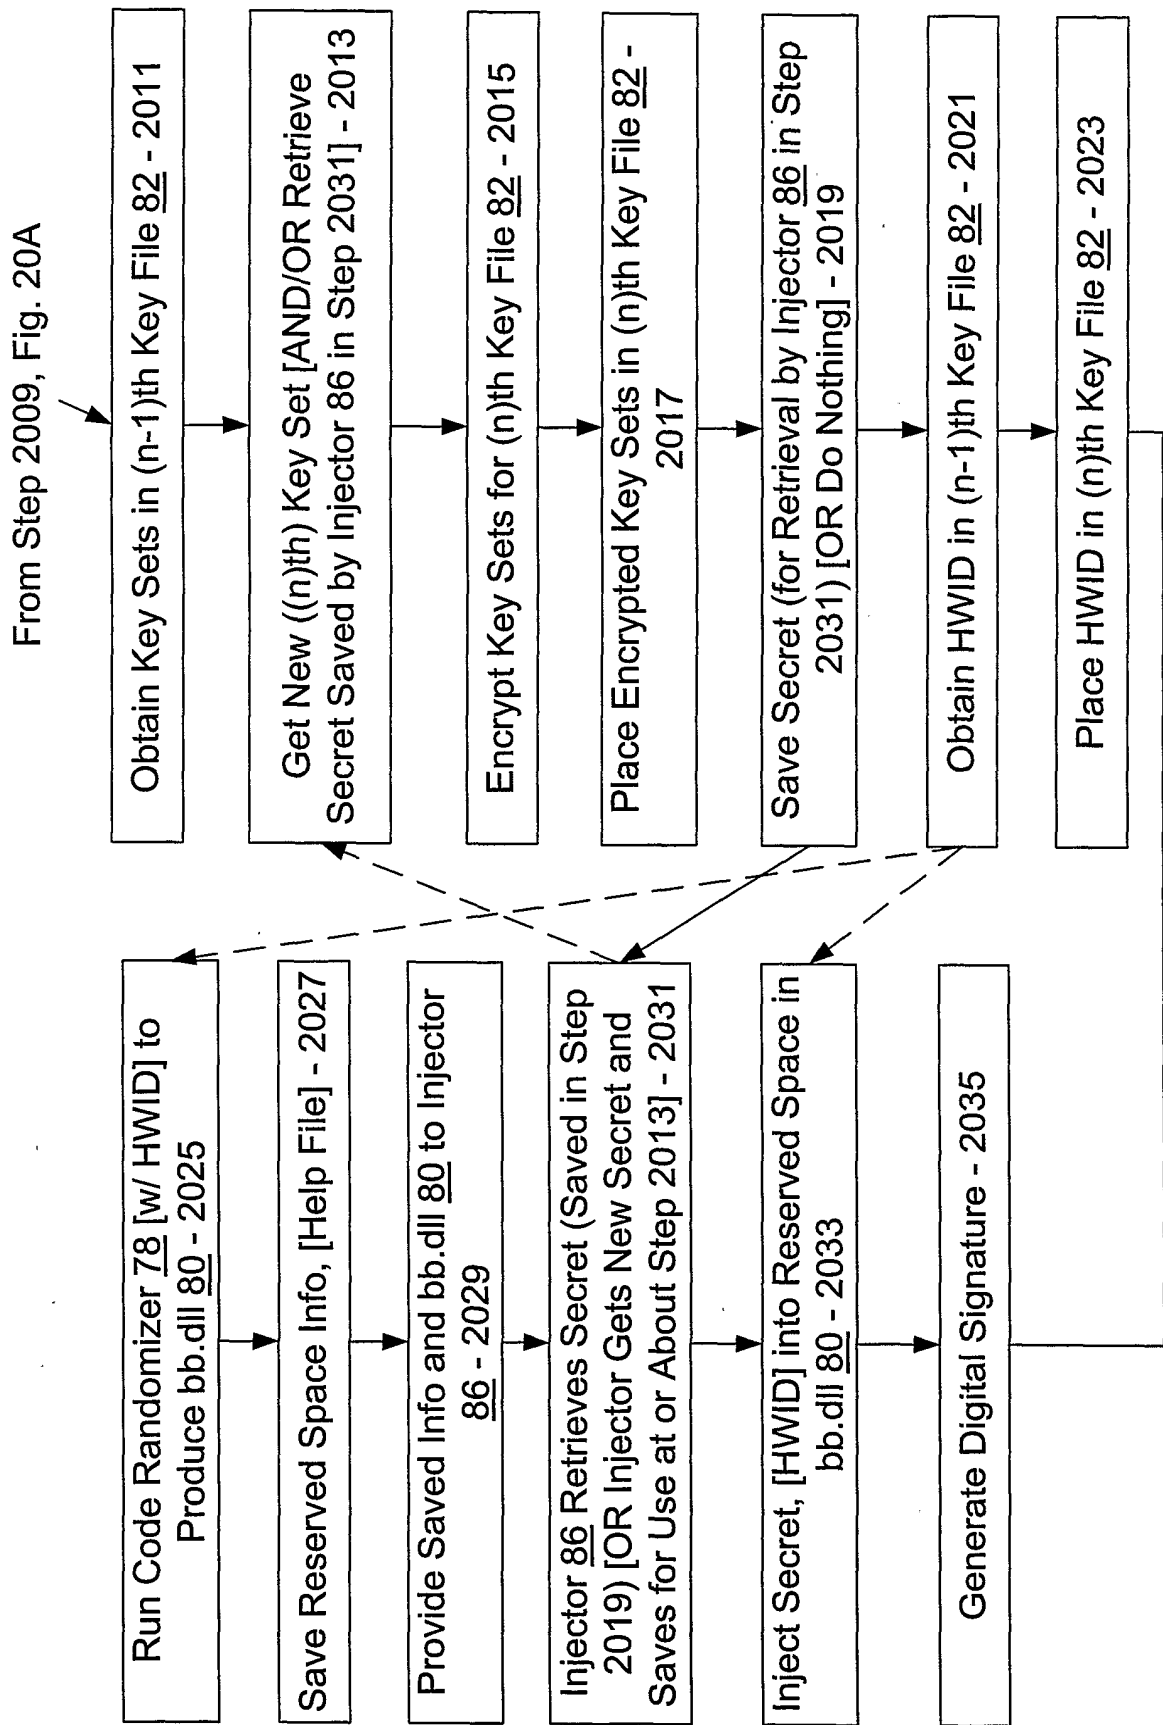 From Step 2009, Fig. 20A
Obtain Key Sets in (n-1)th Key File 82 - 2011
Get New ((n)th) Key Set [AND/OR Retrieve
Secret Saved by Injector 86 in Step 2031] - 2013
Encrypt Key Sets for (n)th Key File 82 - 2015
Place Encrypted Key Sets in (n)th Key File 82 -
2017
Save Secret (for Retrieval by Injector 86 in Step
2031) [OR Do Nothing] - 2019
Obtain HWID in (n-1)th Key File 82 - 2021
Place HWID in (n)th Key File 82 - 2023
Run Code Randomizer 78 [w/ HWID] to
Produce bb.dll 80 - 2025
Save Reserved Space Info, [Help File] - 2027
Provide Saved Info and bb.dll 80 to Injector
86 - 2029
Injector 86 Retrieves Secret (Saved in Step
2019) [OR Injector Gets New Secret and
Saves for Use at or About Step 2013] - 2031
Inject Secret, [HWID] into Reserved Space in
bb.dll 80 - 2033
Generate Digital Signature - 2035